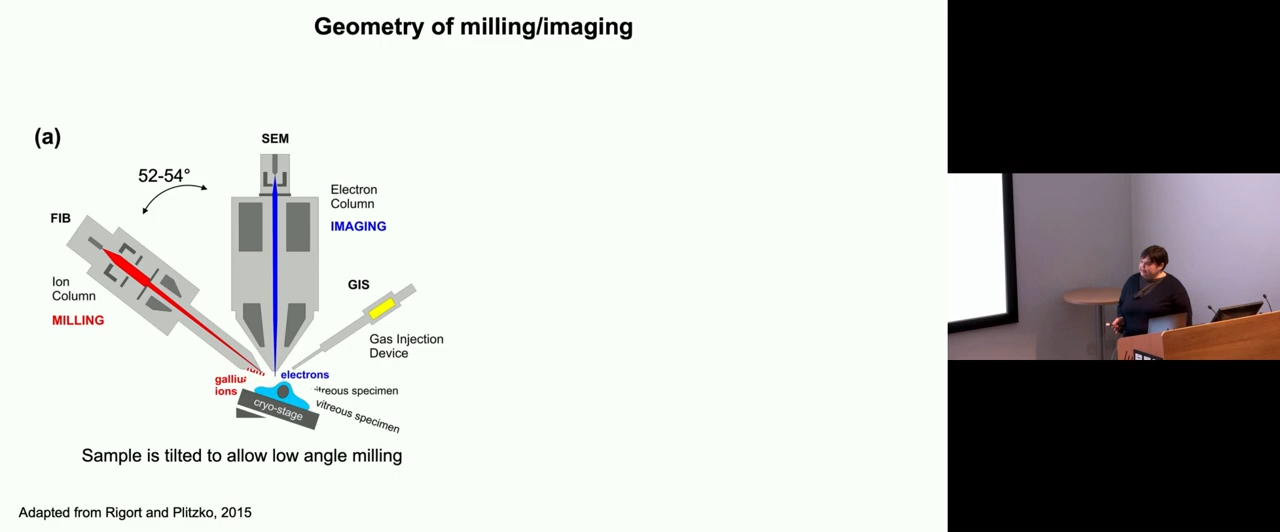 Geometry of milling/imaging
(a)
SEM
52-54°
Electron
Column
IMAGING
FIB
Ion
Column
MILLING
GIS
Gas Injection
Device
electrons
ions
cryo-stage
vitreous specimen
Sample is tilted to allow low angle milling
Adapted from Rigort and Plitzko, 2015